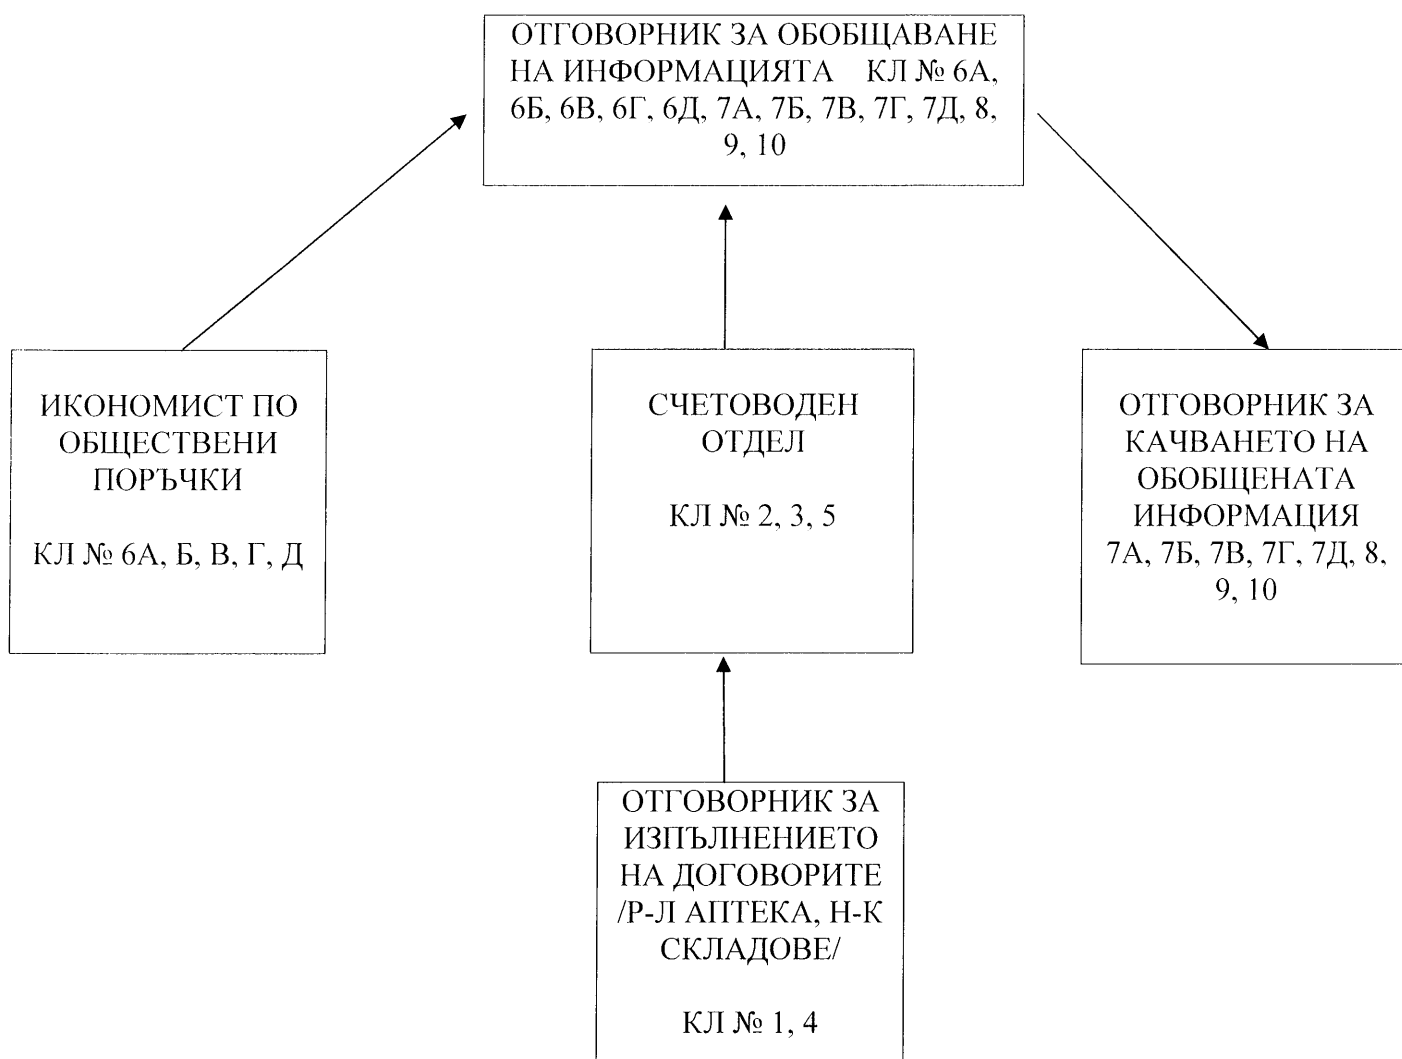 ОТГОВОРНИК ЗА ОБОБЩАВАНЕ
НА ИНФОРМАЦИЯТА КЛ № 6А,
6Б, 6В, 6Г, 6Д, 7А, 7Б, 7В, 7Г, 7Д, 8,
9, 10
ИКОНОМИСТ ПО
ОБЩЕСТВЕНИ
ПОРЪЧКИ
КЛ № 6А, Б, В, Г, Д
СЧЕТОВОДЕН
ОТДЕЛ
КЛ № 2, 3, 5
ОТГОВОРНИК ЗА
КАЧВАНЕТО НА
ОБОБЩЕНАТА
ИНФОРМАЦИЯ
7А, 7Б, 7В, 7Г, 7Д, 8,
9, 10
ОТГОВОРНИК ЗА
ИЗПЪЛНЕНИЕТО
НА ДОГОВОРИТЕ
/Р-Л АПТЕКА, Н-К
СКЛАДОВЕ/
КЛ № 1, 4